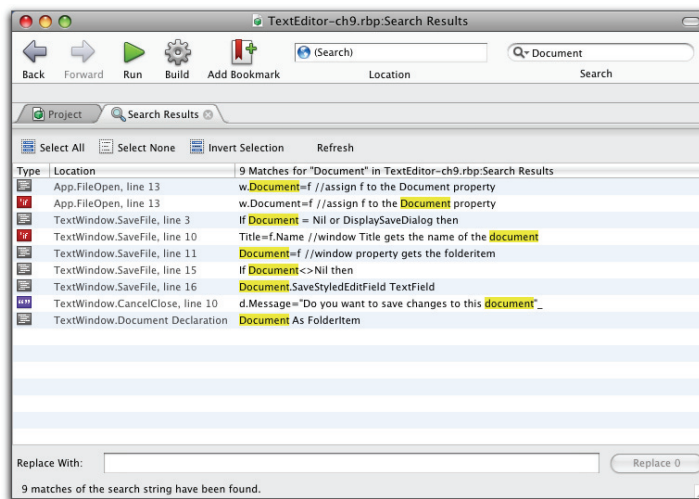 TextEditor-ch9.rbp:Search Results
Back Forward Run Build Add Bookmark (Search) Location Document Search
Project Search Results
Select All Select None Invert Selection Refresh
Type Location 9 Matches for "Document" in TextEditor-ch9.rbp:Search Results
App.FileOpen, line 13 w.Document=f //assign f to the Document property
'if App.FileOpen, line 13 w.Document=f //assign f to the Document property
TextWindow.SaveFile, line 3 If Document = Nil or DisplaySaveDialog then
'if TextWindow.SaveFile, line 10 Title=f.Name //window Title gets the name of the document
TextWindow.SaveFile, line 11 Document=f //window property gets the folderitem
TextWindow.SaveFile, line 15 If Document<>Nil then
TextWindow.SaveFile, line 16 Document.SaveStyledEditField TextField
"" TextWindow.CancelClose, line 10 d.Message="Do you want to save changes to this document"_
TextWindow.Document Declaration Document As FolderItem
Replace With: Replace 0
9 matches of the search string have been found.